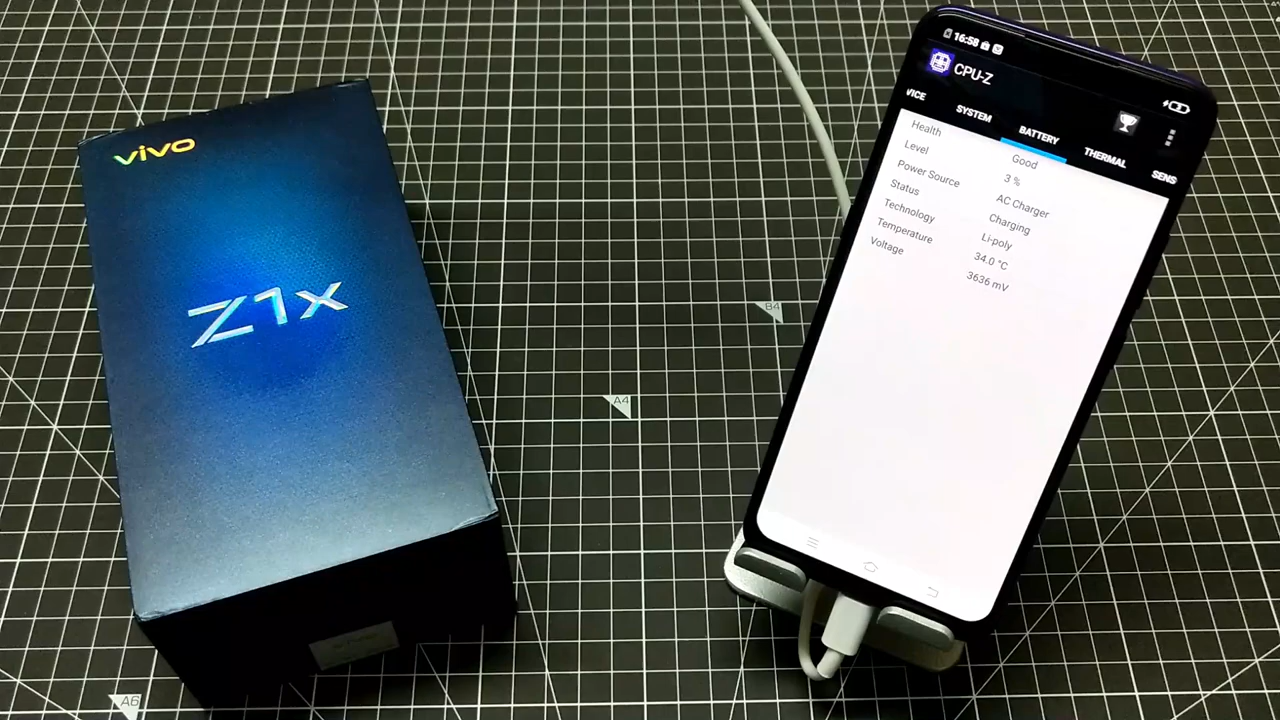 vivo
Z1x
A4
B4
A6
16:58
CPU-Z
VICE
SYSTEM
BATTERY
THERMAL
SENS
Health Good
Level 3 %
Power Source AC Charger
Status Charging
Technology Li-poly
Temperature 34.0 °C
Voltage 3636 mV